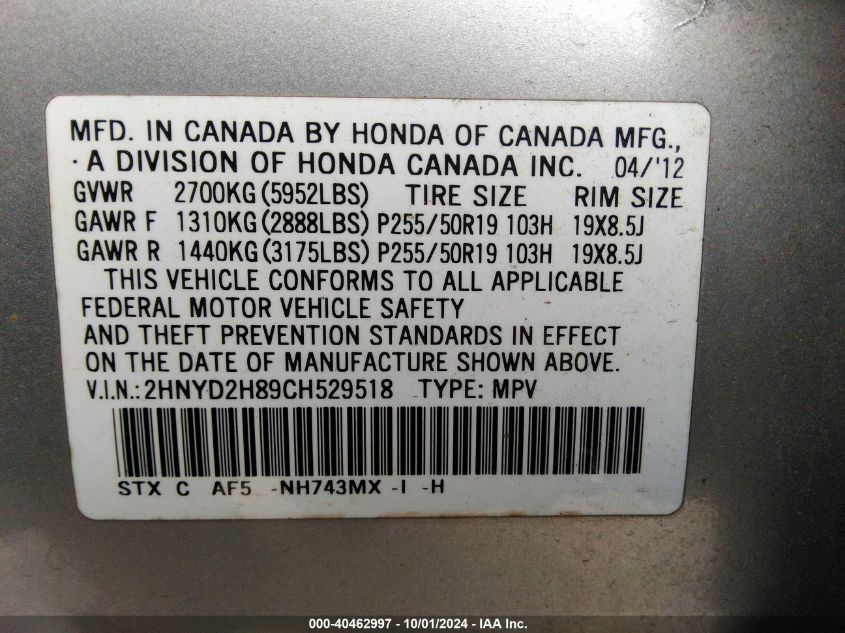 MFD. IN CANADA BY HONDA OF CANADA MFG.,
· A DIVISION OF HONDA CANADA INC. 04/'12
GVWR 2700KG(5952LBS) TIRE SIZE RIM SIZE
GAWR F 1310KG(2888LBS) P255/50R19 103H 19X8.5J
GAWR R 1440KG(3175LBS) P255/50R19 103H 19X8.5J
THIS VEHICLE CONFORMS TO ALL APPLICABLE
FEDERAL MOTOR VEHICLE SAFETY
AND THEFT PREVENTION STANDARDS IN EFFECT
ON THE DATE OF MANUFACTURE SHOWN ABOVE.
V.I.N.:2HNYD2H89CH529518 TYPE: MPV
STX C AF5 -NH743MX -I -H
000-40462997 - 10/01/2024 - IAA Inc.